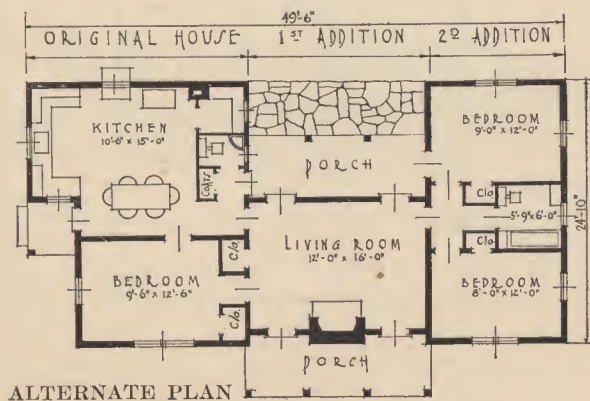 49'-6"
ORIGINAL HOUSE
1ST ADDITION
2D ADDITION
KITCHEN
10'-6" x 15'-0"
COATS
PORCH
BEDROOM
9'-0" x 12'-0"
Clo
5'-9" x 6'-0"
24'-10"
Clo
LIVING ROOM
12'-0" x 16'-0"
Clo.
BEDROOM
9'-6" x 12'-6"
Clo.
BEDROOM
8'-0" x 12'-0"
PORCH
ALTERNATE PLAN